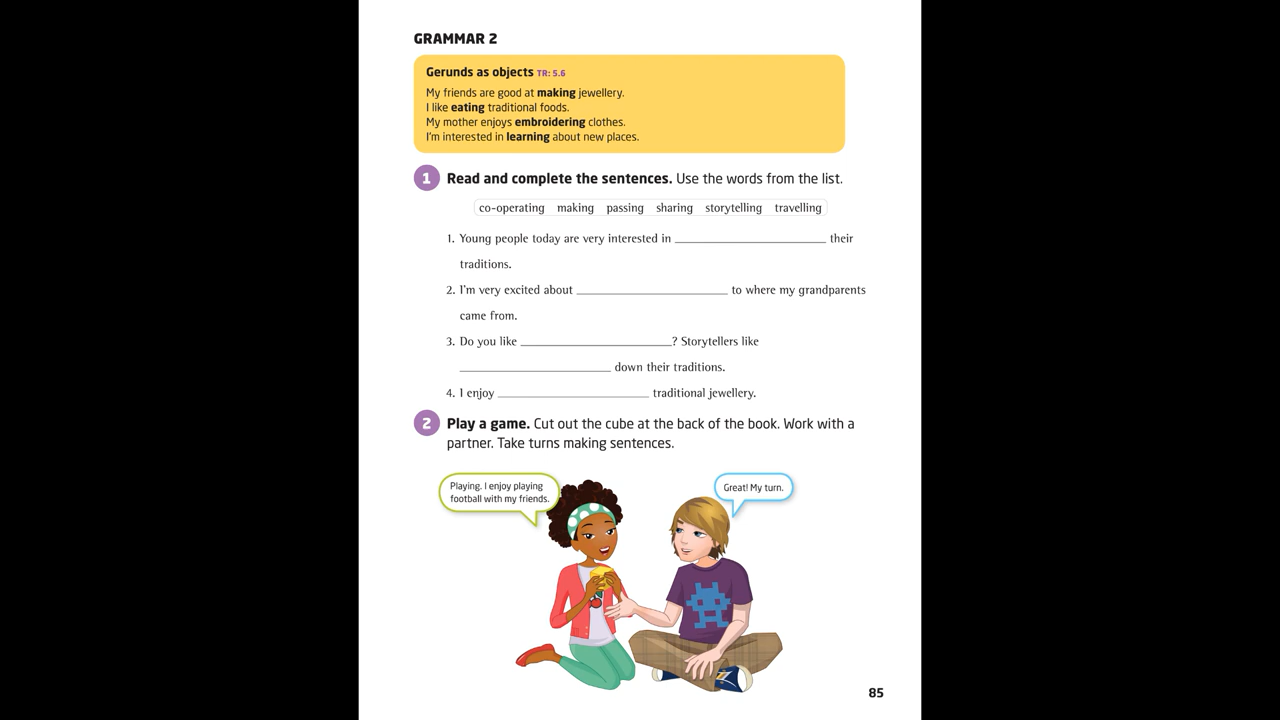 GRAMMAR 2
Gerunds as objects TR: 5.6
My friends are good at making jewellery.
I like eating traditional foods.
My mother enjoys embroidering clothes.
I'm interested in learning about new places.
1 Read and complete the sentences. Use the words from the list.
co-operating making passing sharing storytelling travelling
1. Young people today are very interested in ____________________ their
traditions.
2. I'm very excited about ____________________ to where my grandparents
came from.
3. Do you like ____________________? Storytellers like
____________________ down their traditions.
4. I enjoy ____________________ traditional jewellery.
2 Play a game. Cut out the cube at the back of the book. Work with a
partner. Take turns making sentences.
Playing. I enjoy playing
football with my friends.
Great! My turn.
85